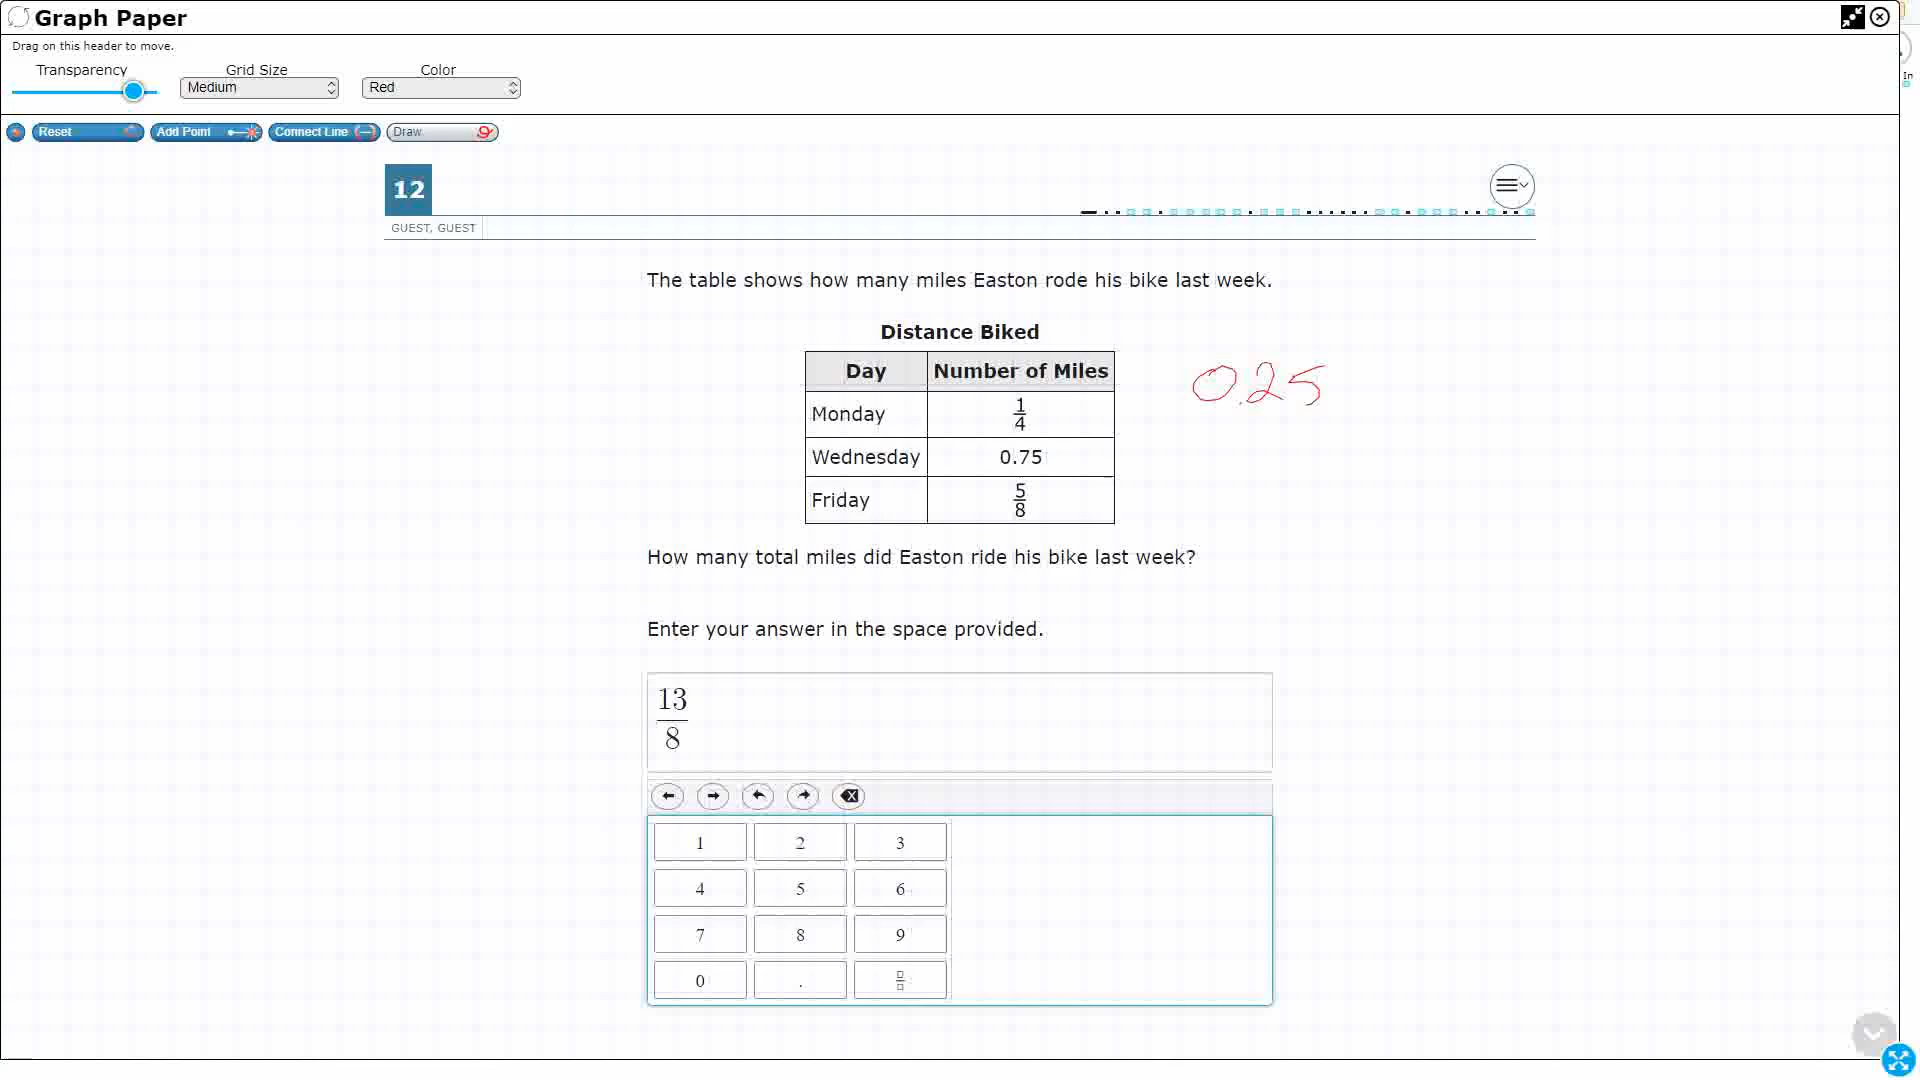 Graph Paper
Drag on this header to move.
Transparency Grid Size Color
Medium Red
Reset Add Point Connect Line Draw
In
12
GUEST, GUEST
The table shows how many miles Easton rode his bike last week.
Distance Biked
Day Number of Miles
Monday 1/4
0.25
Wednesday 0.75
Friday 5/8
How many total miles did Easton ride his bike last week?
Enter your answer in the space provided.
13/8
1 2 3
4 5 6
7 8 9
0 .